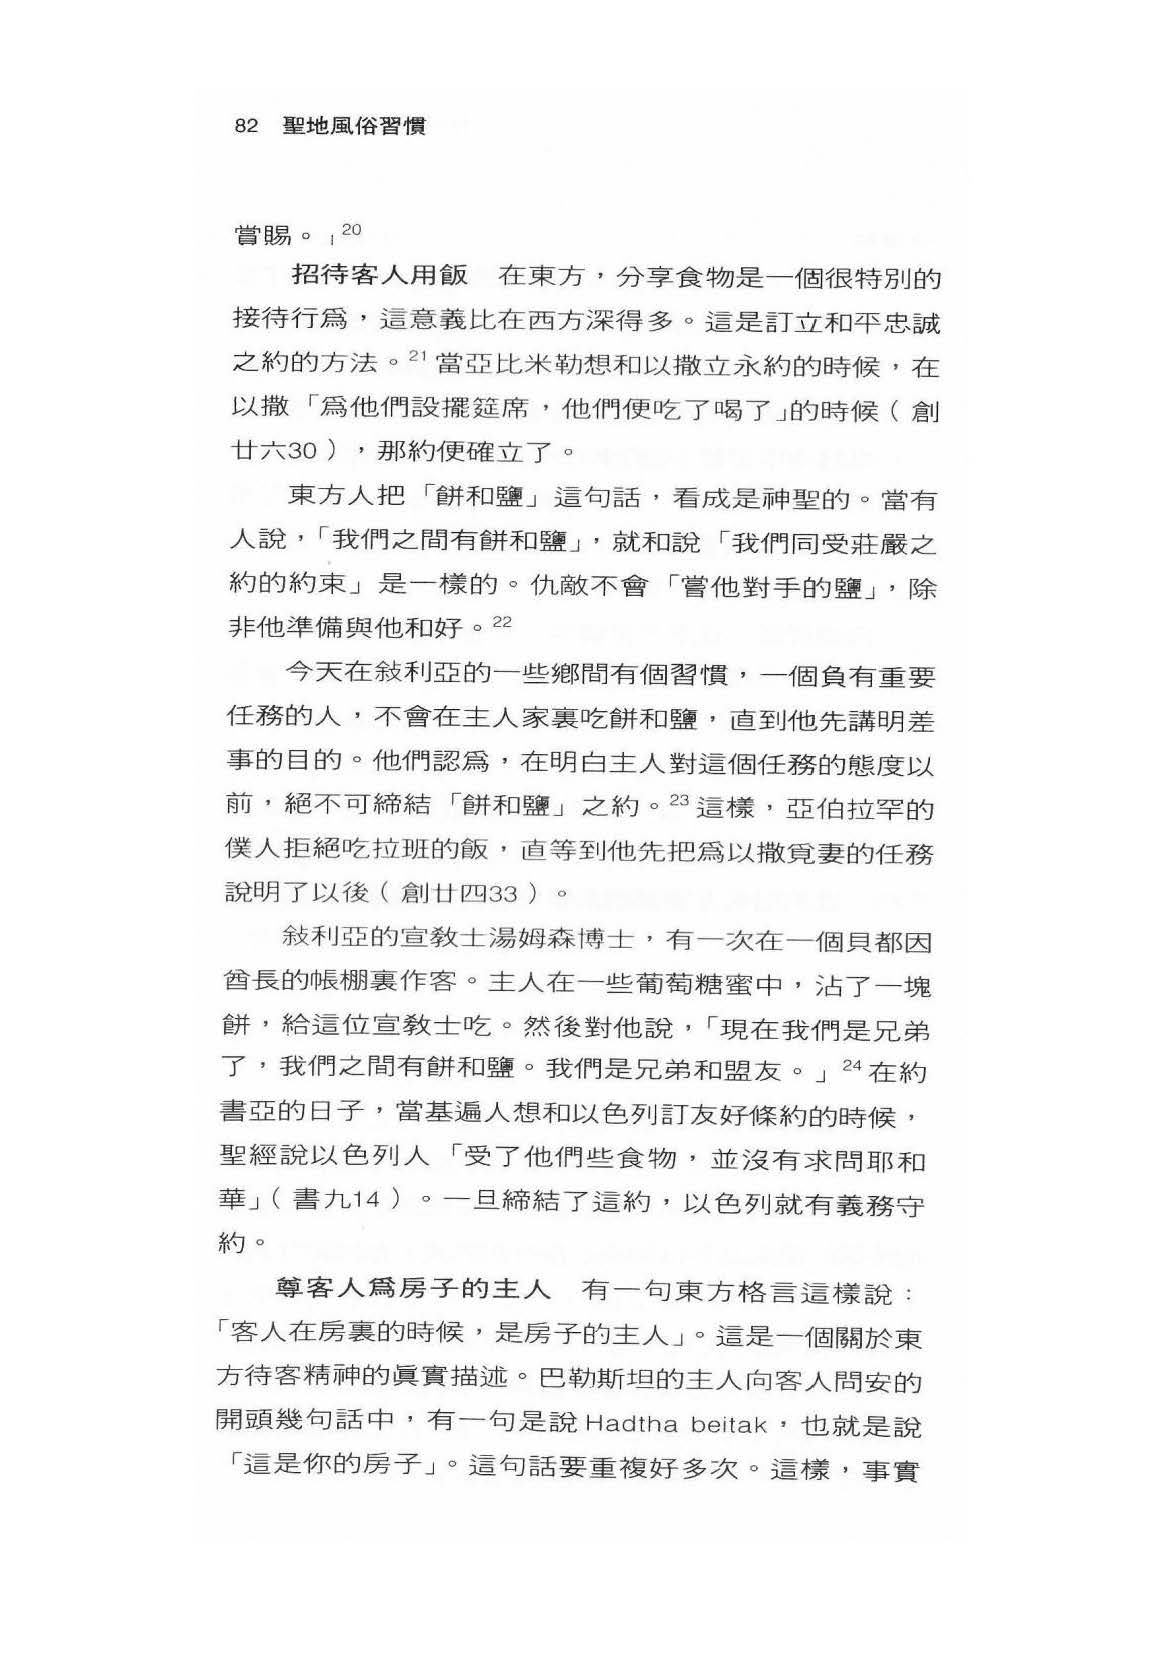 82 聖地風俗習慣
賞賜。」20
招待客人用飯 在東方，分享食物是一個很特別的
接待行爲，這意義比在西方深得多。這是訂立和平忠誠
之約的方法。21當亞比米勒想和以撒立永約的時候，在
以撒「爲他們設擺筵席，他們便吃了喝了」的時候（創
廿六30），那約便確立了。
東方人把「餅和鹽」這句話，看成是神聖的。當有
人說，「我們之間有餅和鹽」，就和說「我們同受莊嚴之
約的約束」是一樣的。仇敵不會「嘗他對手的鹽」，除
非他準備與他和好。22
今天在敍利亞的一些鄉間有個習慣，一個負有重要
任務的人，不會在主人家裏吃餅和鹽，直到他先講明差
事的目的。他們認爲，在明白主人對這個任務的態度以
前，絕不可締結「餅和鹽」之約。23這樣，亞伯拉罕的
僕人拒絕吃拉班的飯，直等到他先把爲以撒覓妻的任務
說明了以後（創廿四33）。
敍利亞的宣敎士湯姆森博士，有一次在一個貝都因
酋長的帳棚裏作客。主人在一些葡萄糖蜜中，沾了一塊
餅，給這位宣敎士吃。然後對他說，「現在我們是兄弟
了，我們之間有餅和鹽。我們是兄弟和盟友。」24在約
書亞的日子，當基遍人想和以色列訂友好條約的時候，
聖經說以色列人「受了他們些食物，並沒有求問耶和
華」（書九14）。一旦締結了這約，以色列就有義務守
約。
尊客人爲房子的主人 有一句東方格言這樣說：
「客人在房裏的時候，是房子的主人」。這是一個關於東
方待客精神的眞實描述。巴勒斯坦的主人向客人問安的
開頭幾句話中，有一句是說Hadtha beitak，也就是說
「這是你的房子」。這句話要重複好多次。這樣，事實